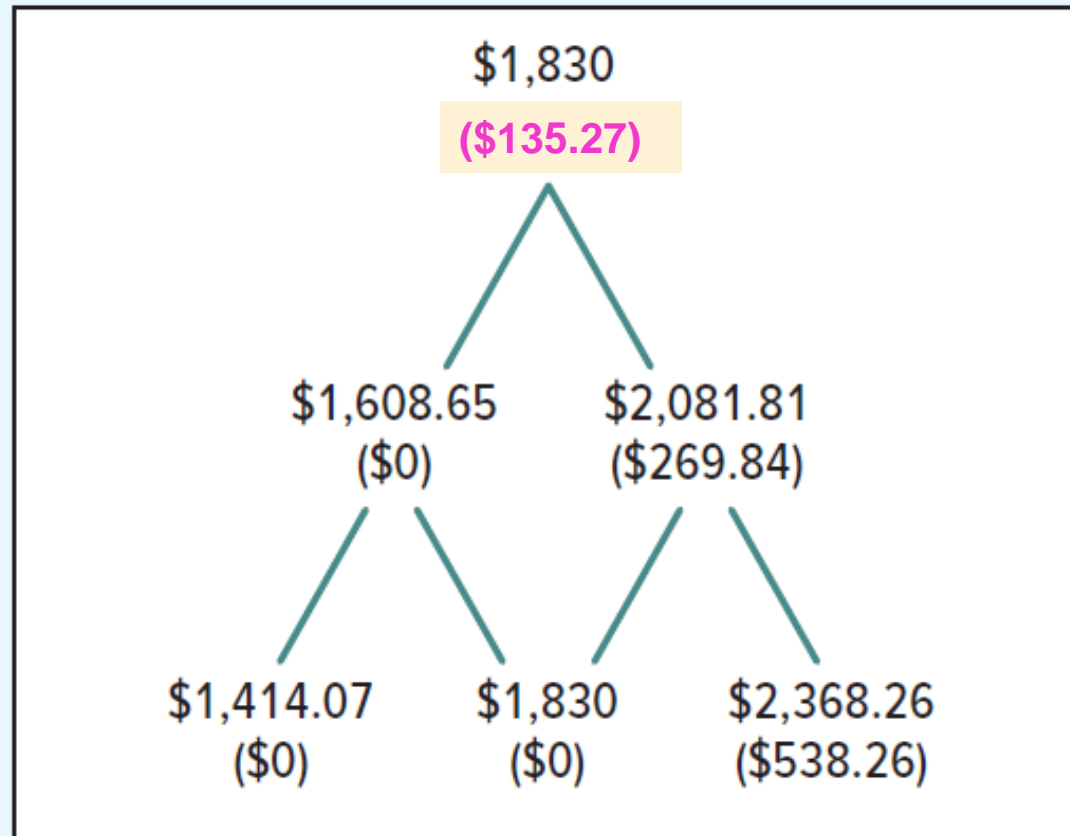 $1,830
($135.27)
$1,608.65 $2,081.81
($0) ($269.84)
$1,414.07 $1,830 $2,368.26
($0) ($0) ($538.26)